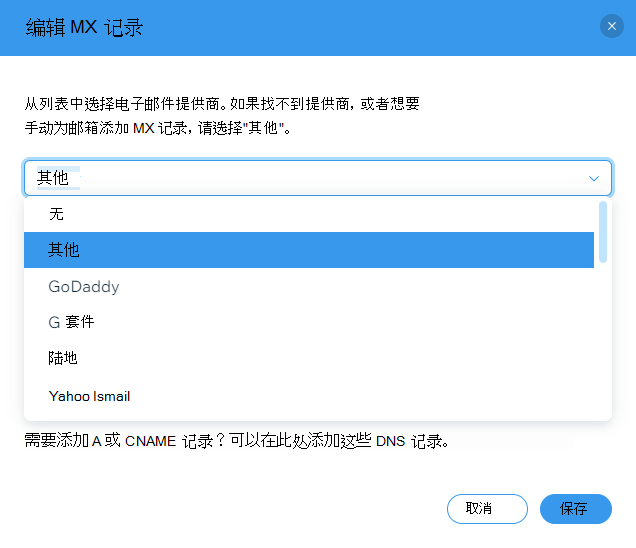 编辑 MX 记录
从列表中选择电子邮件提供商。如果找不到提供商，或者想要
手动为邮箱添加 MX 记录，请选择"其他"。
其他
无
其他
GoDaddy
G 套件
陆地
Yahoo Ismail
需要添加 A 或 CNAME 记录？可以在此处添加这些 DNS 记录。
取消
保存